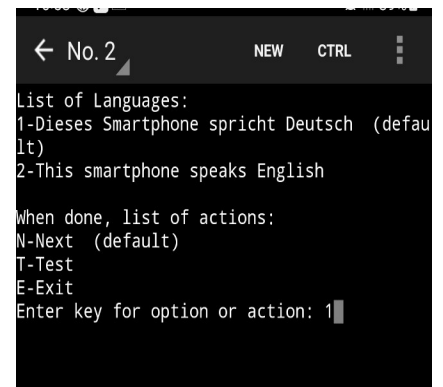 No. 2 NEW CTRL
List of Languages:
1-Dieses Smartphone spricht Deutsch  (defau
lt)
2-This smartphone speaks English
When done, list of actions:
N-Next  (default)
T-Test
E-Exit
Enter key for option or action: 1